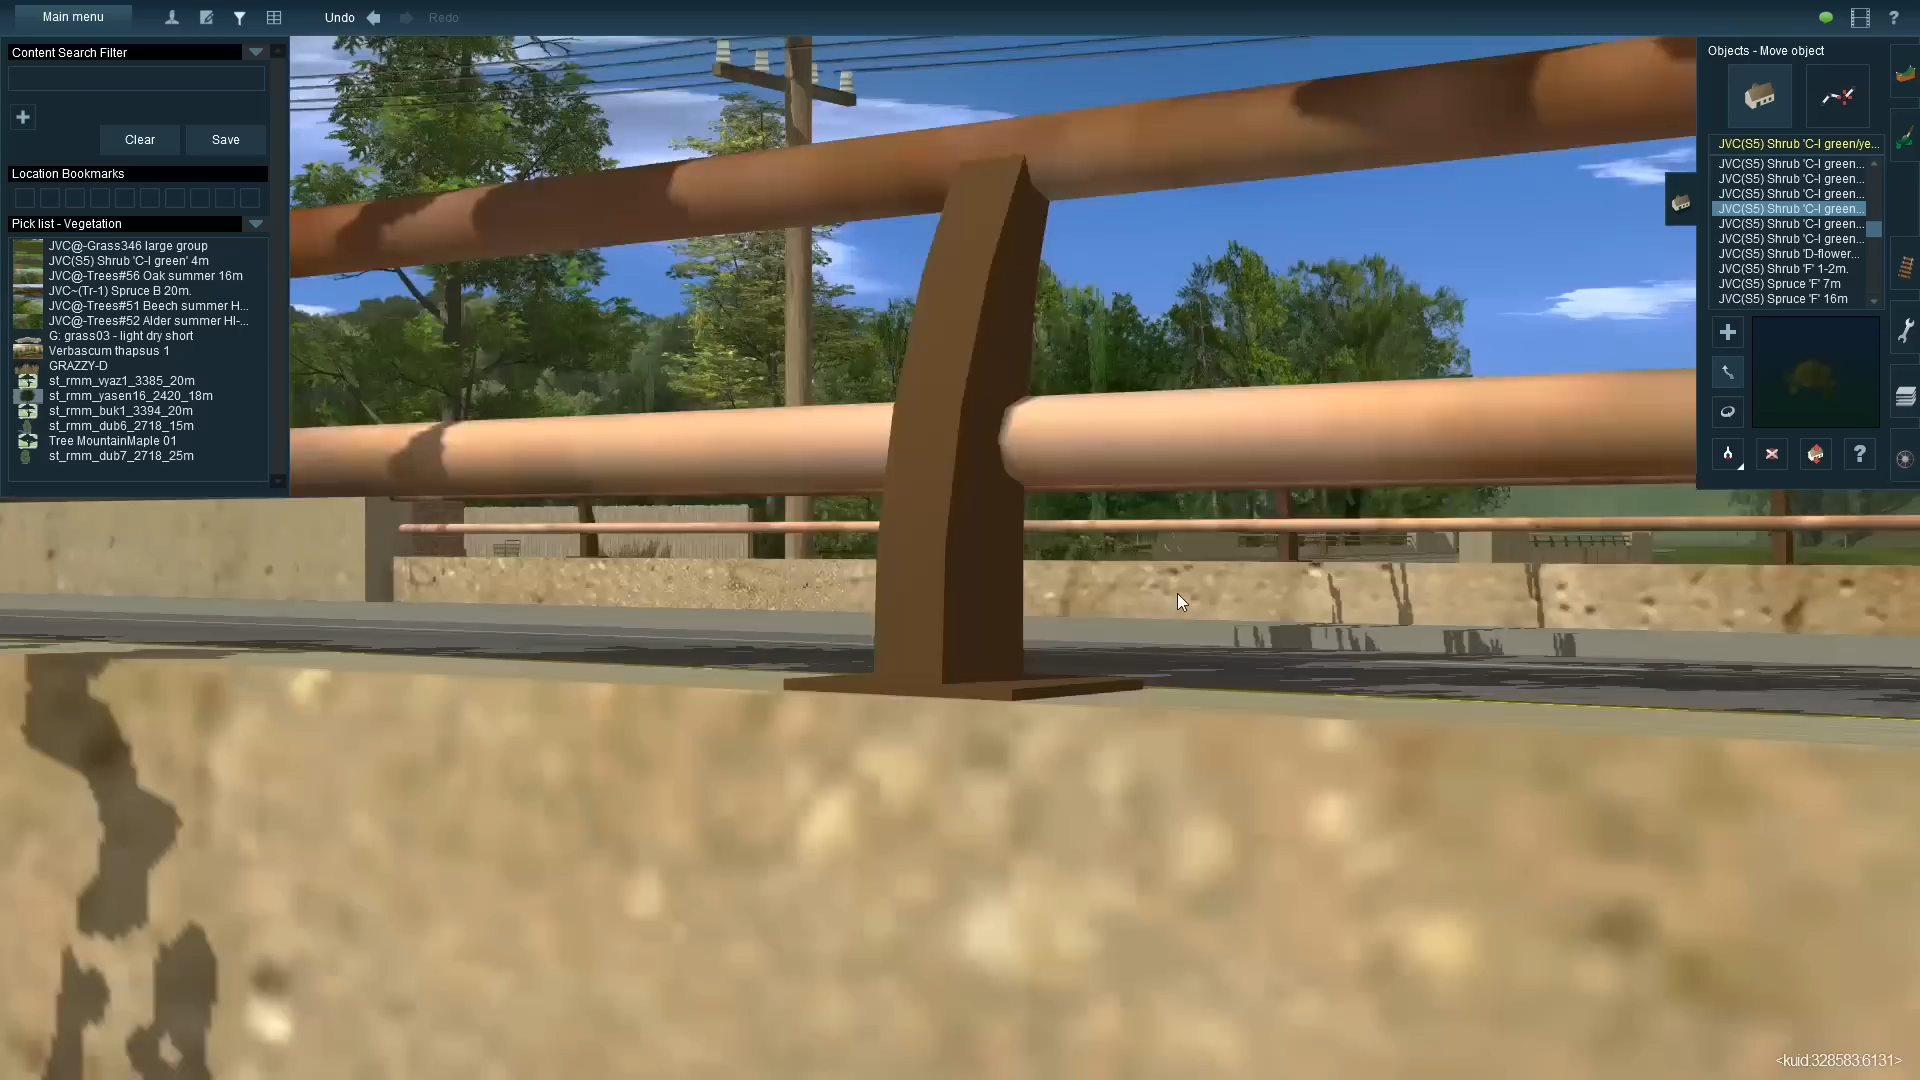 Main menu
Undo
Redo
?
Content Search Filter
Clear
Save
Location Bookmarks
Pick list - Vegetation
JVC@-Grass346 large group
JVC(S5) Shrub 'C-I green' 4m
JVC@-Trees#56 Oak summer 16m
JVC~(Tr-1) Spruce B 20m.
JVC@-Trees#51 Beech summer H...
JVC@-Trees#52 Alder summer HI-...
G: grass03 - light dry short
Verbascum thapsus 1
GRAZZY-D
st_rmm_vyaz1_3385_20m
st_rmm_yasen16_2420_18m
st_rmm_buk1_3394_20m
st_rmm_dub6_2718_15m
Tree MountainMaple 01
st_rmm_dub7_2718_25m
Objects - Move object
JVC(S5) Shrub 'C-I green/ye...
JVC(S5) Shrub 'C-I green...
JVC(S5) Shrub 'C-I green...
JVC(S5) Shrub 'C-I green...
JVC(S5) Shrub 'C-I green...
JVC(S5) Shrub 'C-I green...
JVC(S5) Shrub 'C-I green...
JVC(S5) Shrub 'D-flower...
JVC(S5) Shrub 'F' 1-2m.
JVC(S5) Spruce 'F' 7m
JVC(S5) Spruce 'F' 16m
?
<kuid:328583:6131>